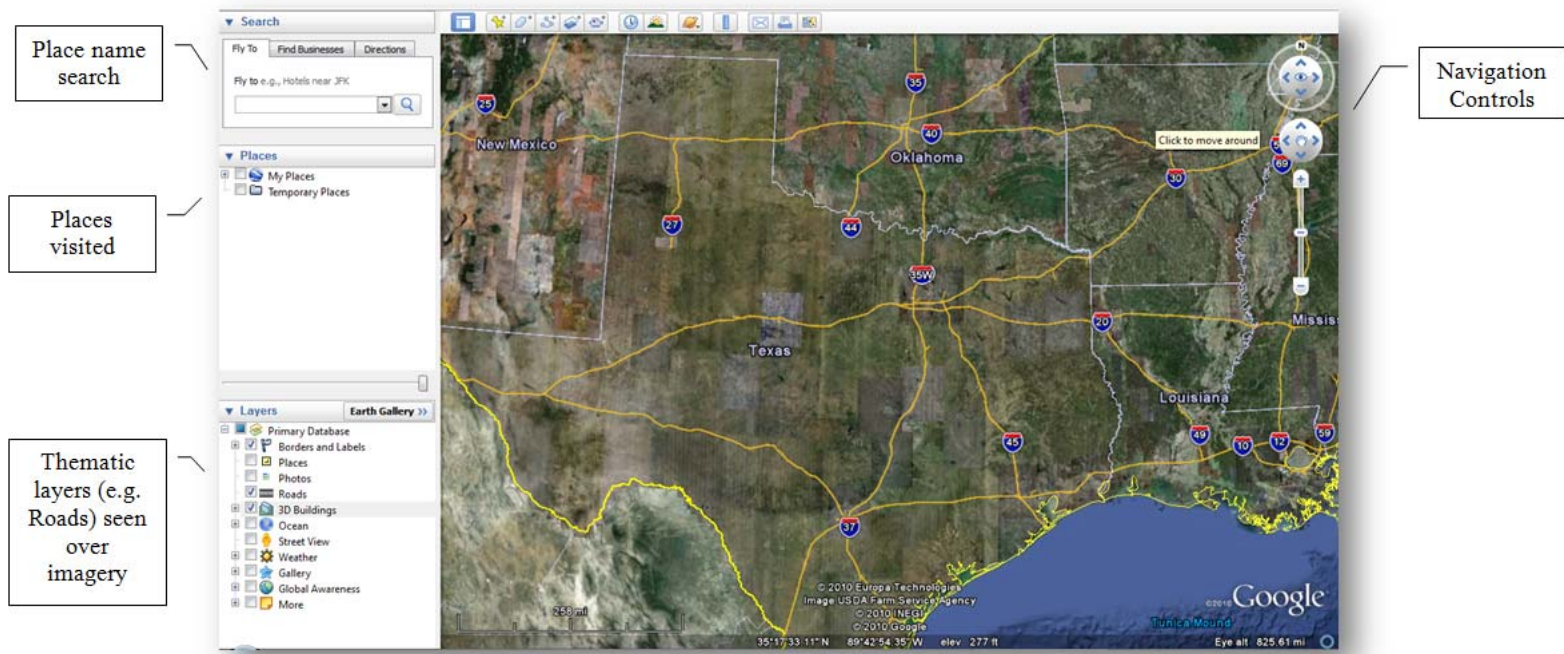 Place name
search
Places
visited
Thematic
layers (e.g.
Roads) seen
over
imagery
Search
Fly To
Find Businesses
Directions
Fly to e.g., Hotels near JFK
Places
My Places
Temporary Places
Layers
Earth Gallery >>
Primary Database
Borders and Labels
Places
Photos
Roads
3D Buildings
Ocean
Street View
Weather
Gallery
Global Awareness
More
N
25
35
40
New Mexico
Oklahoma
Click to move around
69
30
27
44
35W
20
Mississ
Texas
Louisiana
45
49
10
12
59
37
© 2010 Europa Technologies
Image USDA Farm Service Agency
© 2010 INEGI
© 2010 Google
©2010 Google
Tunica Mound
258 mi
35°17'33.11" N 89°42'54.35" W elev 277 ft
Eye alt 825.61 mi
Navigation
Controls